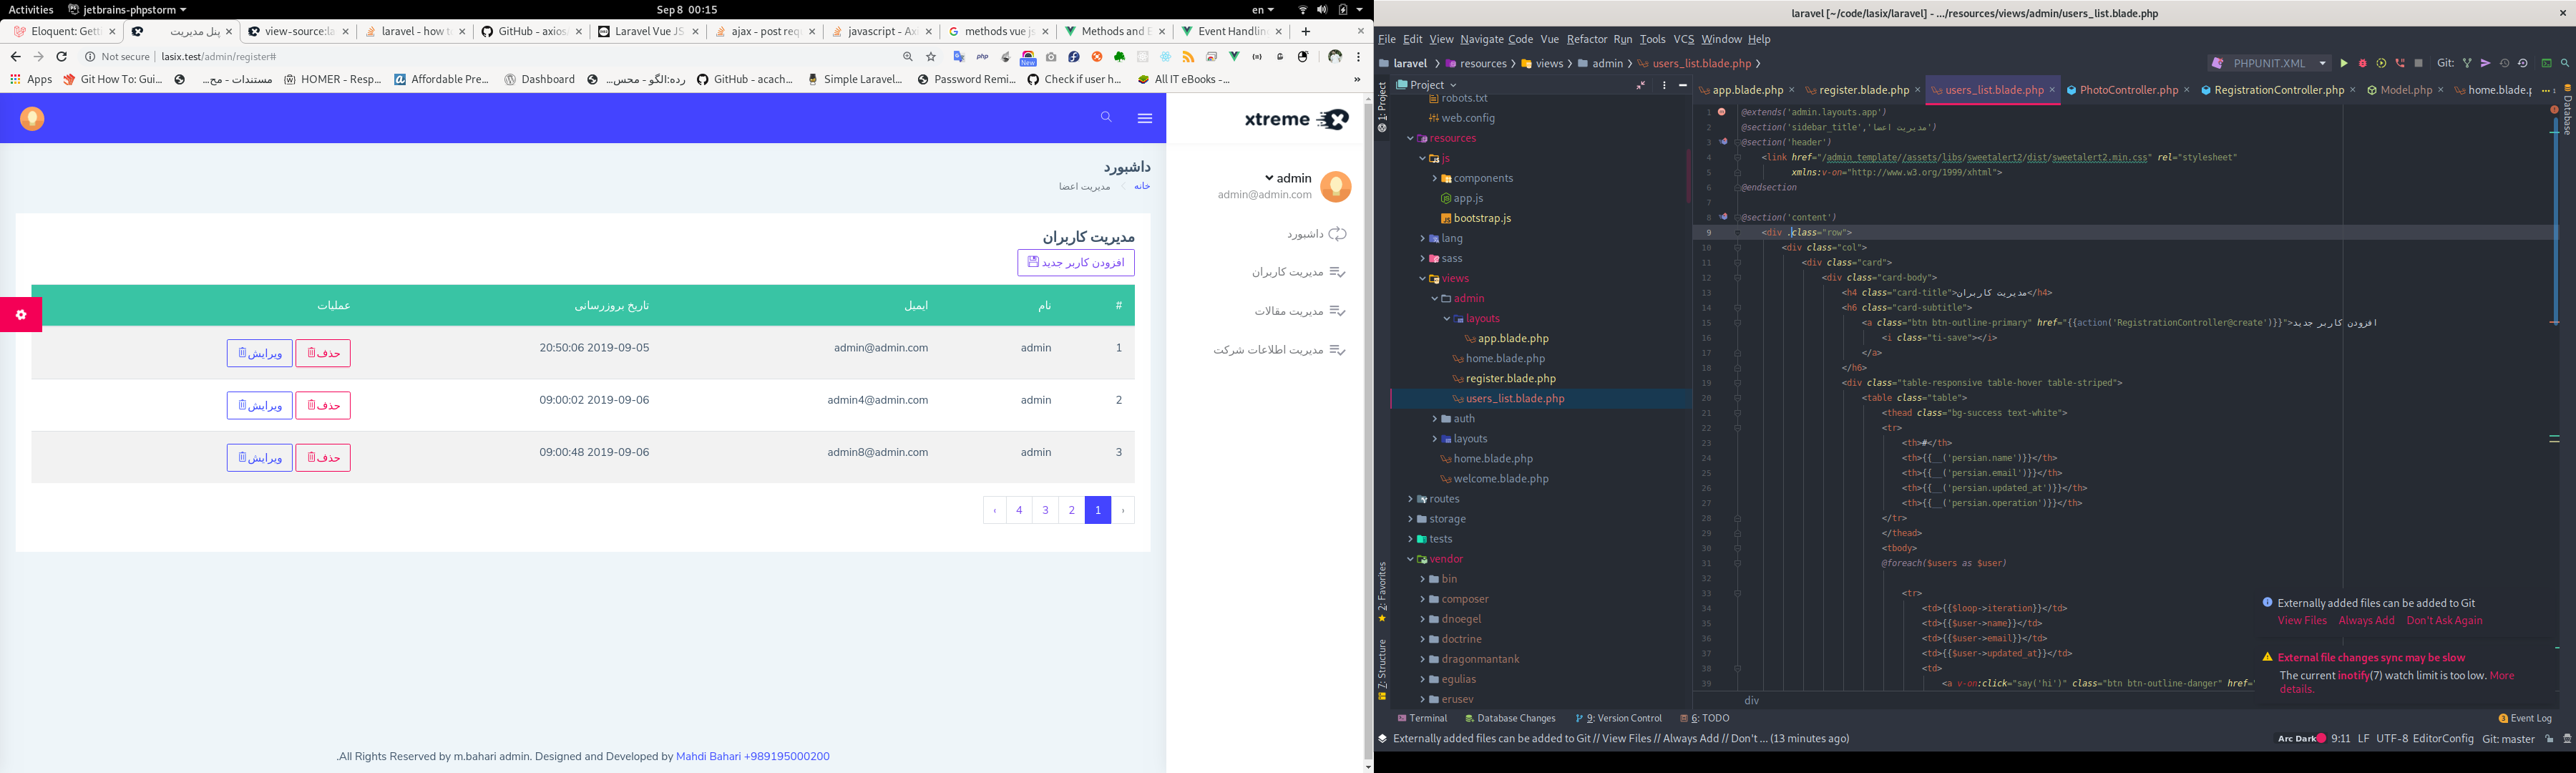 Activities
jetbrains-phpstorm
Sep 8 00:15
en
Eloquent: Getti
پنل مدیریت
view-source:la
laravel - how t
GitHub - axios
Laravel Vue JS
ajax - post req
javascript - Ax
methods vue js
Methods and E
Event Handlin
Not secure | lasix.test/admin/register#
Apps
Git How To: Gui...
مستندات - مح...
HOMER - Resp...
Affordable Pre...
Dashboard
رده:الگو - محس...
GitHub - acach...
Simple Laravel...
Password Remi...
Check if user h...
All IT eBooks -...
xtreme
داشبورد
خانه
مدیریت اعضا
admin
admin@admin.com
داشبورد
مدیریت کاربران
مدیریت مقالات
مدیریت اطلاعات شرکت
مدیریت کاربران
افزودن کاربر جدید
# نام ایمیل تاریخ بروزرسانی عملیات
1 admin admin@admin.com 20:50:06 2019-09-05 حذف ویرایش
2 admin admin4@admin.com 09:00:02 2019-09-06 حذف ویرایش
3 admin admin8@admin.com 09:00:48 2019-09-06 حذف ویرایش
‹ 1 2 3 4 ›
.All Rights Reserved by m.bahari admin. Designed and Developed by Mahdi Bahari +989195000200
laravel [~/code/lasix/laravel] - .../resources/views/admin/users_list.blade.php
File Edit View Navigate Code Vue Refactor Run Tools VCS Window Help
laravel
resources
views
admin
users_list.blade.php
PHPUNIT.XML
Git:
Project
1: Project
2: Favorites
7: Structure
Database
robots.txt
web.config
resources
js
components
app.js
bootstrap.js
lang
sass
views
admin
layouts
app.blade.php
home.blade.php
register.blade.php
users_list.blade.php
auth
layouts
home.blade.php
welcome.blade.php
routes
storage
tests
vendor
bin
composer
dnoegel
doctrine
dragonmantank
egulias
erusev
app.blade.php
register.blade.php
users_list.blade.php
PhotoController.php
RegistrationController.php
Model.php
home.blade.p
1 @extends('admin.layouts.app')
2 @section('sidebar_title','مدیریت اعضا')
3 @section('header')
4 <link href="/admin_template//assets/libs/sweetalert2/dist/sweetalert2.min.css" rel="stylesheet"
5 xmlns:v-on="http://www.w3.org/1999/xhtml">
6 @endsection
7
8 @section('content')
9 <div .class="row">
10 <div class="col">
11 <div class="card">
12 <div class="card-body">
13 <h4 class="card-title">مدیریت کاربران</h4>
14 <h6 class="card-subtitle">
15 <a class="btn btn-outline-primary" href="{{action('RegistrationController@create')}}">افزودن کاربر جدید
16 <i class="ti-save"></i>
17 </a>
18 </h6>
19 <div class="table-responsive table-hover table-striped">
20 <table class="table">
21 <thead class="bg-success text-white">
22 <tr>
23 <th>#</th>
24 <th>{{__('persian.name')}}</th>
25 <th>{{__('persian.email')}}</th>
26 <th>{{__('persian.updated_at')}}</th>
27 <th>{{__('persian.operation')}}</th>
28 </tr>
29 </thead>
30 <tbody>
31 @foreach($users as $user)
32
33 <tr>
34 <td>{{$loop->iteration}}</td>
35 <td>{{$user->name}}</td>
36 <td>{{$user->email}}</td>
37 <td>{{$user->updated_at}}</td>
38 <td>
39 <a v-on:click="say('hi')" class="btn btn-outline-danger" href="
Externally added files can be added to Git
View Files Always Add Don't Ask Again
External file changes sync may be slow
The current inotify(7) watch limit is too low. More
details.
div
Terminal
Database Changes
9: Version Control
6: TODO
Event Log
Externally added files can be added to Git // View Files // Always Add // Don't ... (13 minutes ago)
Arc Dark
9:11 LF UTF-8 EditorConfig Git: master